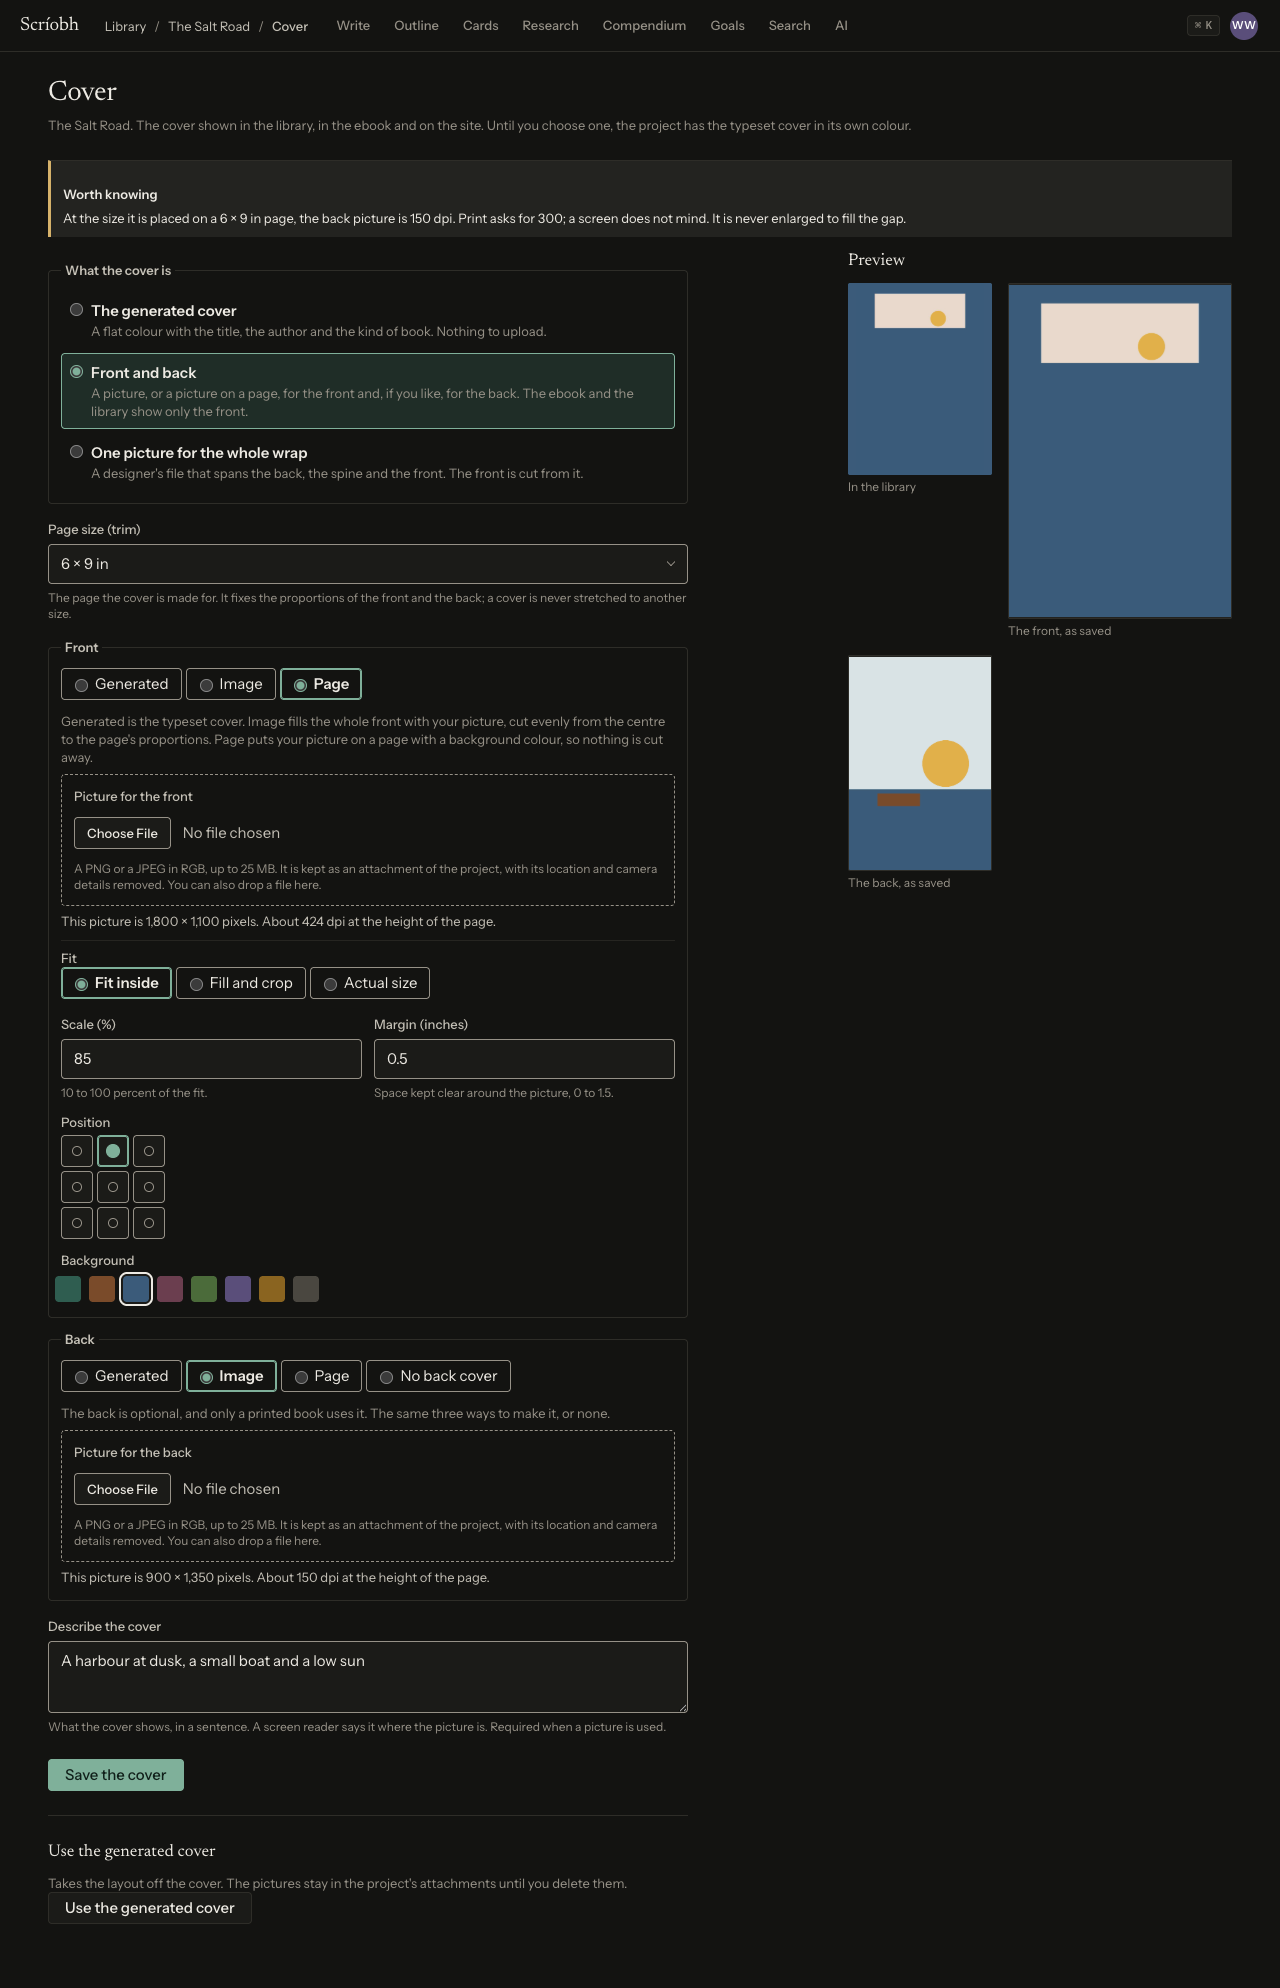 Scríobh
Library / The Salt Road / Cover
Write
Outline
Cards
Research
Compendium
Goals
Search
AI
⌘ K
WW
Cover
The Salt Road. The cover shown in the library, in the ebook and on the site. Until you choose one, the project has the typeset cover in its own colour.
Worth knowing
At the size it is placed on a 6 × 9 in page, the back picture is 150 dpi. Print asks for 300; a screen does not mind. It is never enlarged to fill the gap.
What the cover is
The generated cover
A flat colour with the title, the author and the kind of book. Nothing to upload.
Front and back
A picture, or a picture on a page, for the front and, if you like, for the back. The ebook and the
library show only the front.
One picture for the whole wrap
A designer's file that spans the back, the spine and the front. The front is cut from it.
Page size (trim)
6 × 9 in
The page the cover is made for. It fixes the proportions of the front and the back; a cover is never stretched to another
size.
Front
Generated
Image
Page
Generated is the typeset cover. Image fills the whole front with your picture, cut evenly from the centre
to the page's proportions. Page puts your picture on a page with a background colour, so nothing is cut
away.
Picture for the front
Choose File
No file chosen
A PNG or a JPEG in RGB, up to 25 MB. It is kept as an attachment of the project, with its location and camera
details removed. You can also drop a file here.
This picture is 1,800 × 1,100 pixels. About 424 dpi at the height of the page.
Fit
Fit inside
Fill and crop
Actual size
Scale (%)
Margin (inches)
85
0.5
10 to 100 percent of the fit.
Space kept clear around the picture, 0 to 1.5.
Position
Background
Back
Generated
Image
Page
No back cover
The back is optional, and only a printed book uses it. The same three ways to make it, or none.
Picture for the back
Choose File
No file chosen
A PNG or a JPEG in RGB, up to 25 MB. It is kept as an attachment of the project, with its location and camera
details removed. You can also drop a file here.
This picture is 900 × 1,350 pixels. About 150 dpi at the height of the page.
Describe the cover
A harbour at dusk, a small boat and a low sun
What the cover shows, in a sentence. A screen reader says it where the picture is. Required when a picture is used.
Save the cover
Use the generated cover
Takes the layout off the cover. The pictures stay in the project's attachments until you delete them.
Use the generated cover
Preview
In the library
The front, as saved
The back, as saved